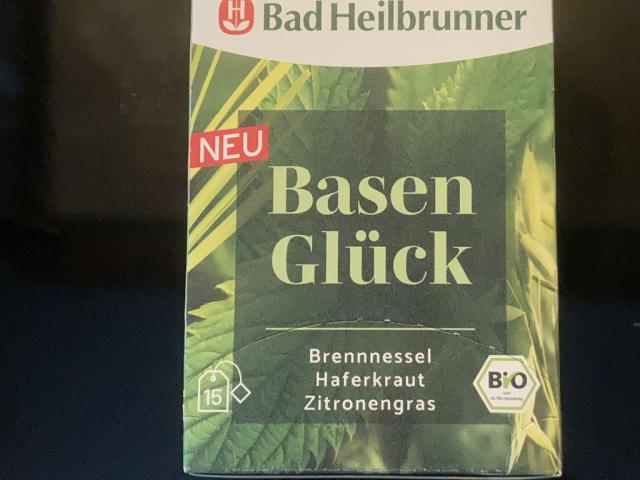 Bad Heilbrunner
NEU
Basen
Glück
Brennnessel
Haferkraut
Zitronengras
15
BiO